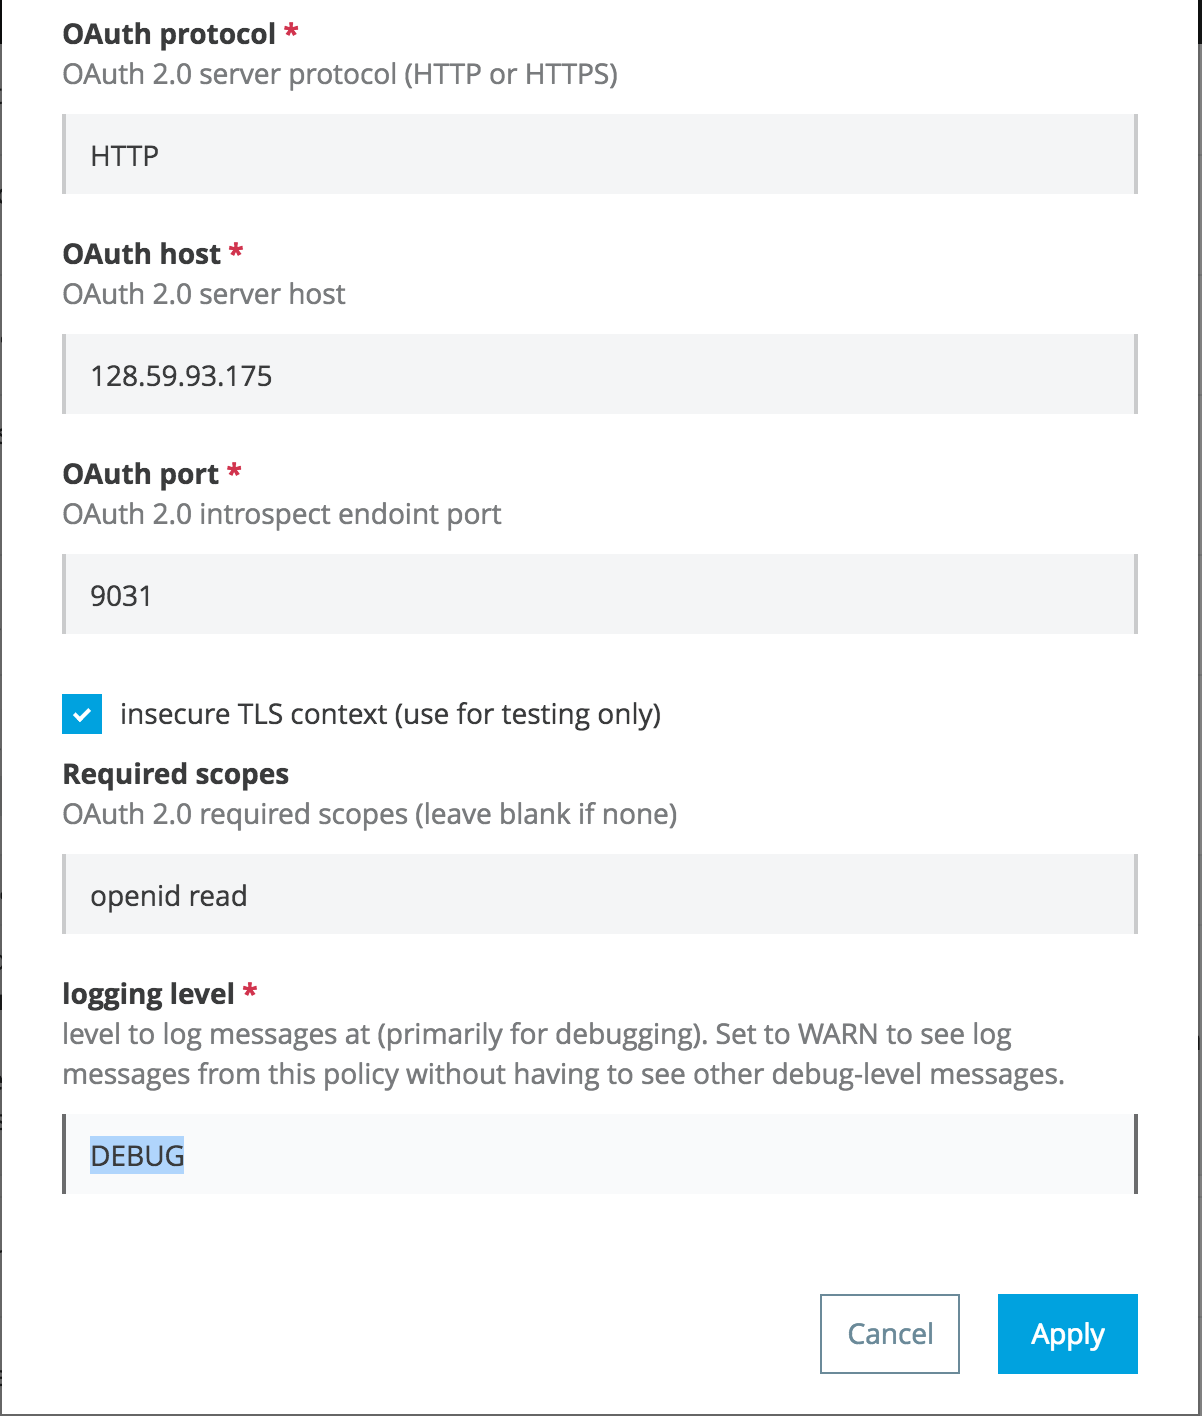 OAuth protocol *
OAuth 2.0 server protocol (HTTP or HTTPS)
HTTP
OAuth host *
OAuth 2.0 server host
128.59.93.175
OAuth port *
OAuth 2.0 introspect endoint port
9031
insecure TLS context (use for testing only)
Required scopes
OAuth 2.0 required scopes (leave blank if none)
openid read
logging level *
level to log messages at (primarily for debugging). Set to WARN to see log
messages from this policy without having to see other debug-level messages.
DEBUG
Cancel
Apply